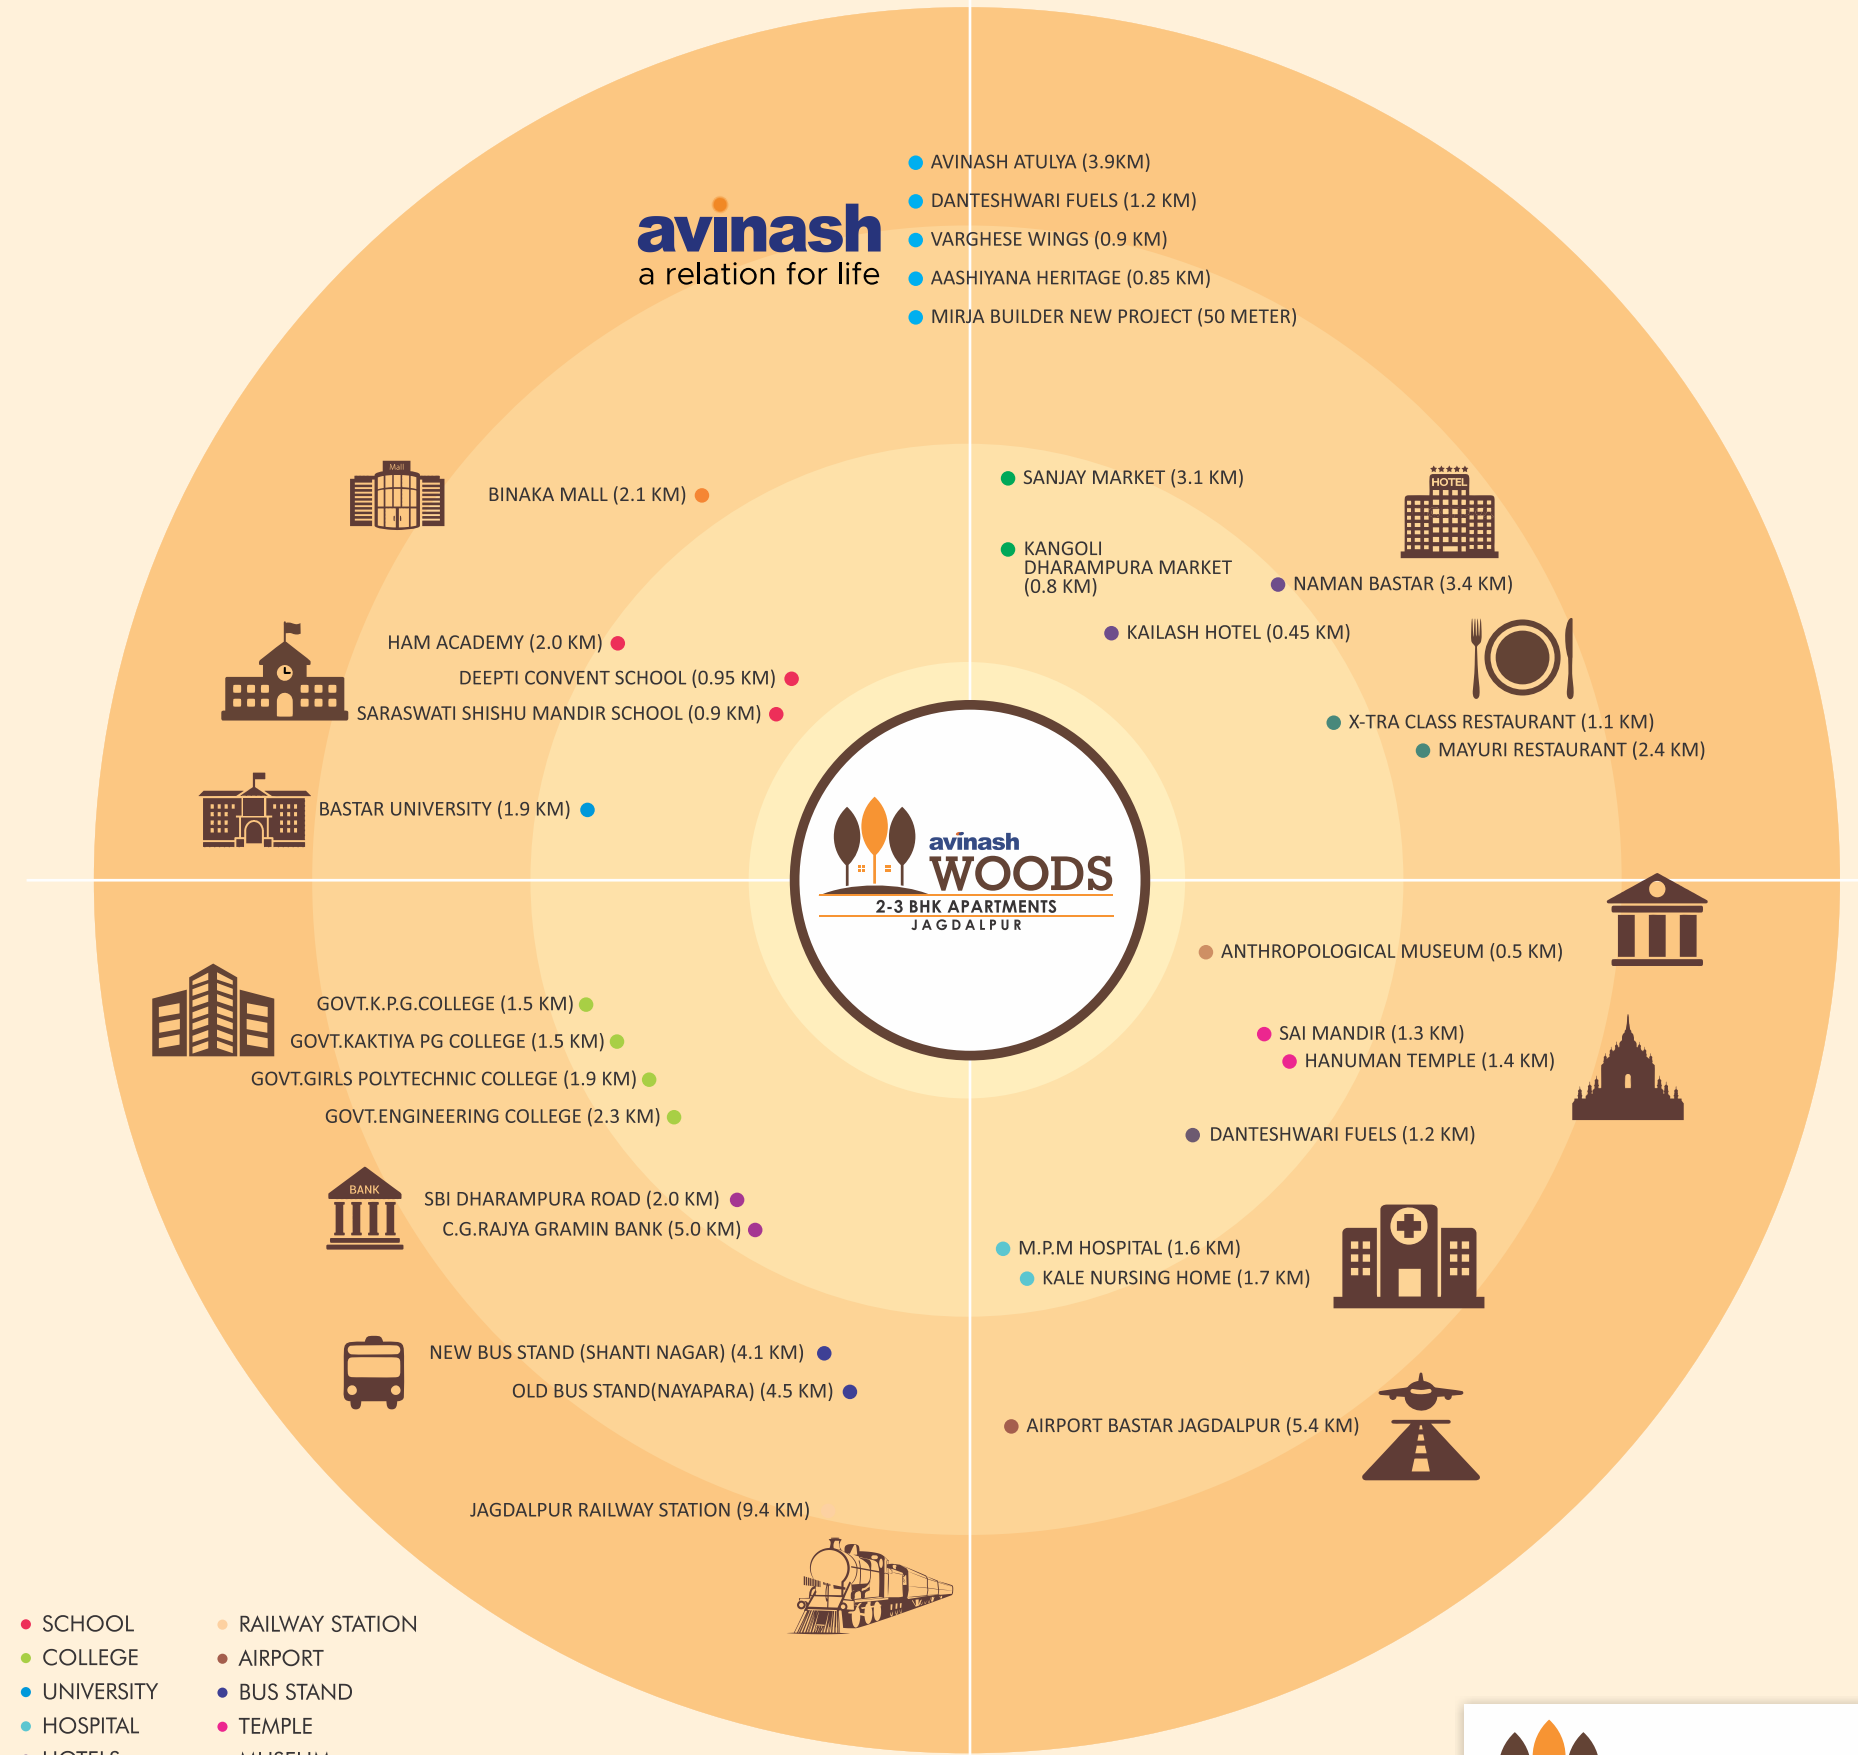 AVINASH ATULYA (3.9KM)
DANTESHWARI FUELS (1.2 KM)
VARGHESE WINGS (0.9 KM)
AASHIYANA HERITAGE (0.85 KM)
MIRJA BUILDER NEW PROJECT (50 METER)
avinash
a relation for life
Mall
BINAKA MALL (2.1 KM)
SANJAY MARKET (3.1 KM)
KANGOLI
DHARAMPURA MARKET
(0.8 KM)
HOTEL
NAMAN BASTAR (3.4 KM)
KAILASH HOTEL (0.45 KM)
HAM ACADEMY (2.0 KM)
DEEPTI CONVENT SCHOOL (0.95 KM)
SARASWATI SHISHU MANDIR SCHOOL (0.9 KM)
X-TRA CLASS RESTAURANT (1.1 KM)
MAYURI RESTAURANT (2.4 KM)
BASTAR UNIVERSITY (1.9 KM)
avinash
WOODS
2-3 BHK APARTMENTS
JAGDALPUR
ANTHROPOLOGICAL MUSEUM (0.5 KM)
GOVT.K.P.G.COLLEGE (1.5 KM)
GOVT.KAKTIYA PG COLLEGE (1.5 KM)
GOVT.GIRLS POLYTECHNIC COLLEGE (1.9 KM)
GOVT.ENGINEERING COLLEGE (2.3 KM)
SAI MANDIR (1.3 KM)
HANUMAN TEMPLE (1.4 KM)
DANTESHWARI FUELS (1.2 KM)
BANK
SBI DHARAMPURA ROAD (2.0 KM)
C.G.RAJYA GRAMIN BANK (5.0 KM)
M.P.M HOSPITAL (1.6 KM)
KALE NURSING HOME (1.7 KM)
NEW BUS STAND (SHANTI NAGAR) (4.1 KM)
OLD BUS STAND(NAYAPARA) (4.5 KM)
AIRPORT BASTAR JAGDALPUR (5.4 KM)
JAGDALPUR RAILWAY STATION (9.4 KM)
SCHOOL
COLLEGE
UNIVERSITY
HOSPITAL
HOTELS
RAILWAY STATION
AIRPORT
BUS STAND
TEMPLE
MUSEUM